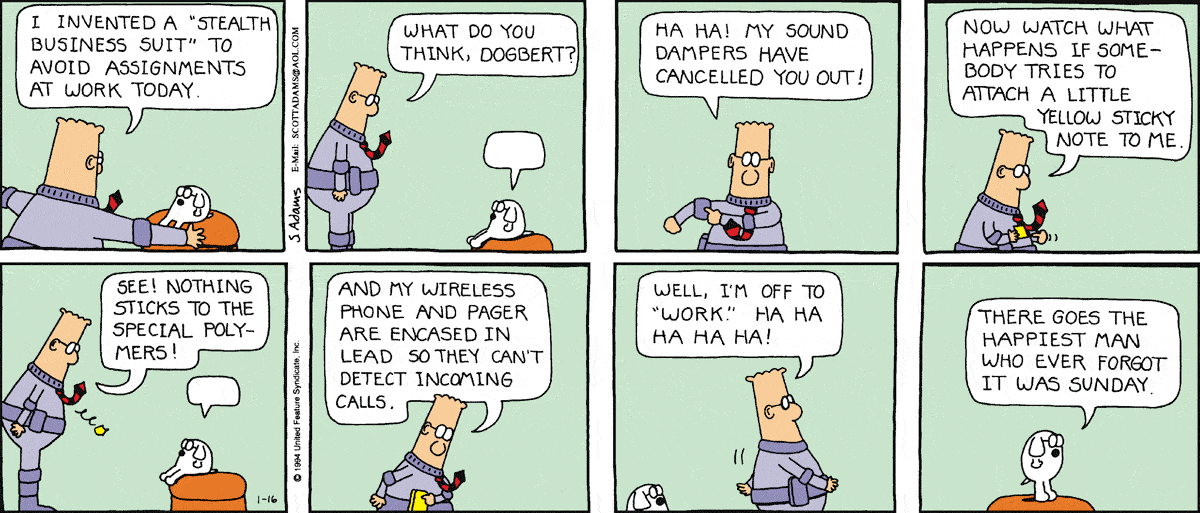 I INVENTED A "STEALTH
BUSINESS SUIT" TO
AVOID ASSIGNMENTS
AT WORK TODAY.
S. Adams E-Mail: SCOTTADAMS@AOL.COM
WHAT DO YOU
THINK, DOGBERT?
HA HA! MY SOUND
DAMPERS HAVE
CANCELLED YOU OUT!
NOW WATCH WHAT
HAPPENS IF SOME-
BODY TRIES TO
ATTACH A LITTLE
YELLOW STICKY
NOTE TO ME.
SEE! NOTHING
STICKS TO THE
SPECIAL POLY-
MERS!
1-16
© 1994 United Feature Syndicate, Inc.
AND MY WIRELESS
PHONE AND PAGER
ARE ENCASED IN
LEAD SO THEY CAN'T
DETECT INCOMING
CALLS.
WELL, I'M OFF TO
"WORK." HA HA
HA HA HA!
THERE GOES THE
HAPPIEST MAN
WHO EVER FORGOT
IT WAS SUNDAY.